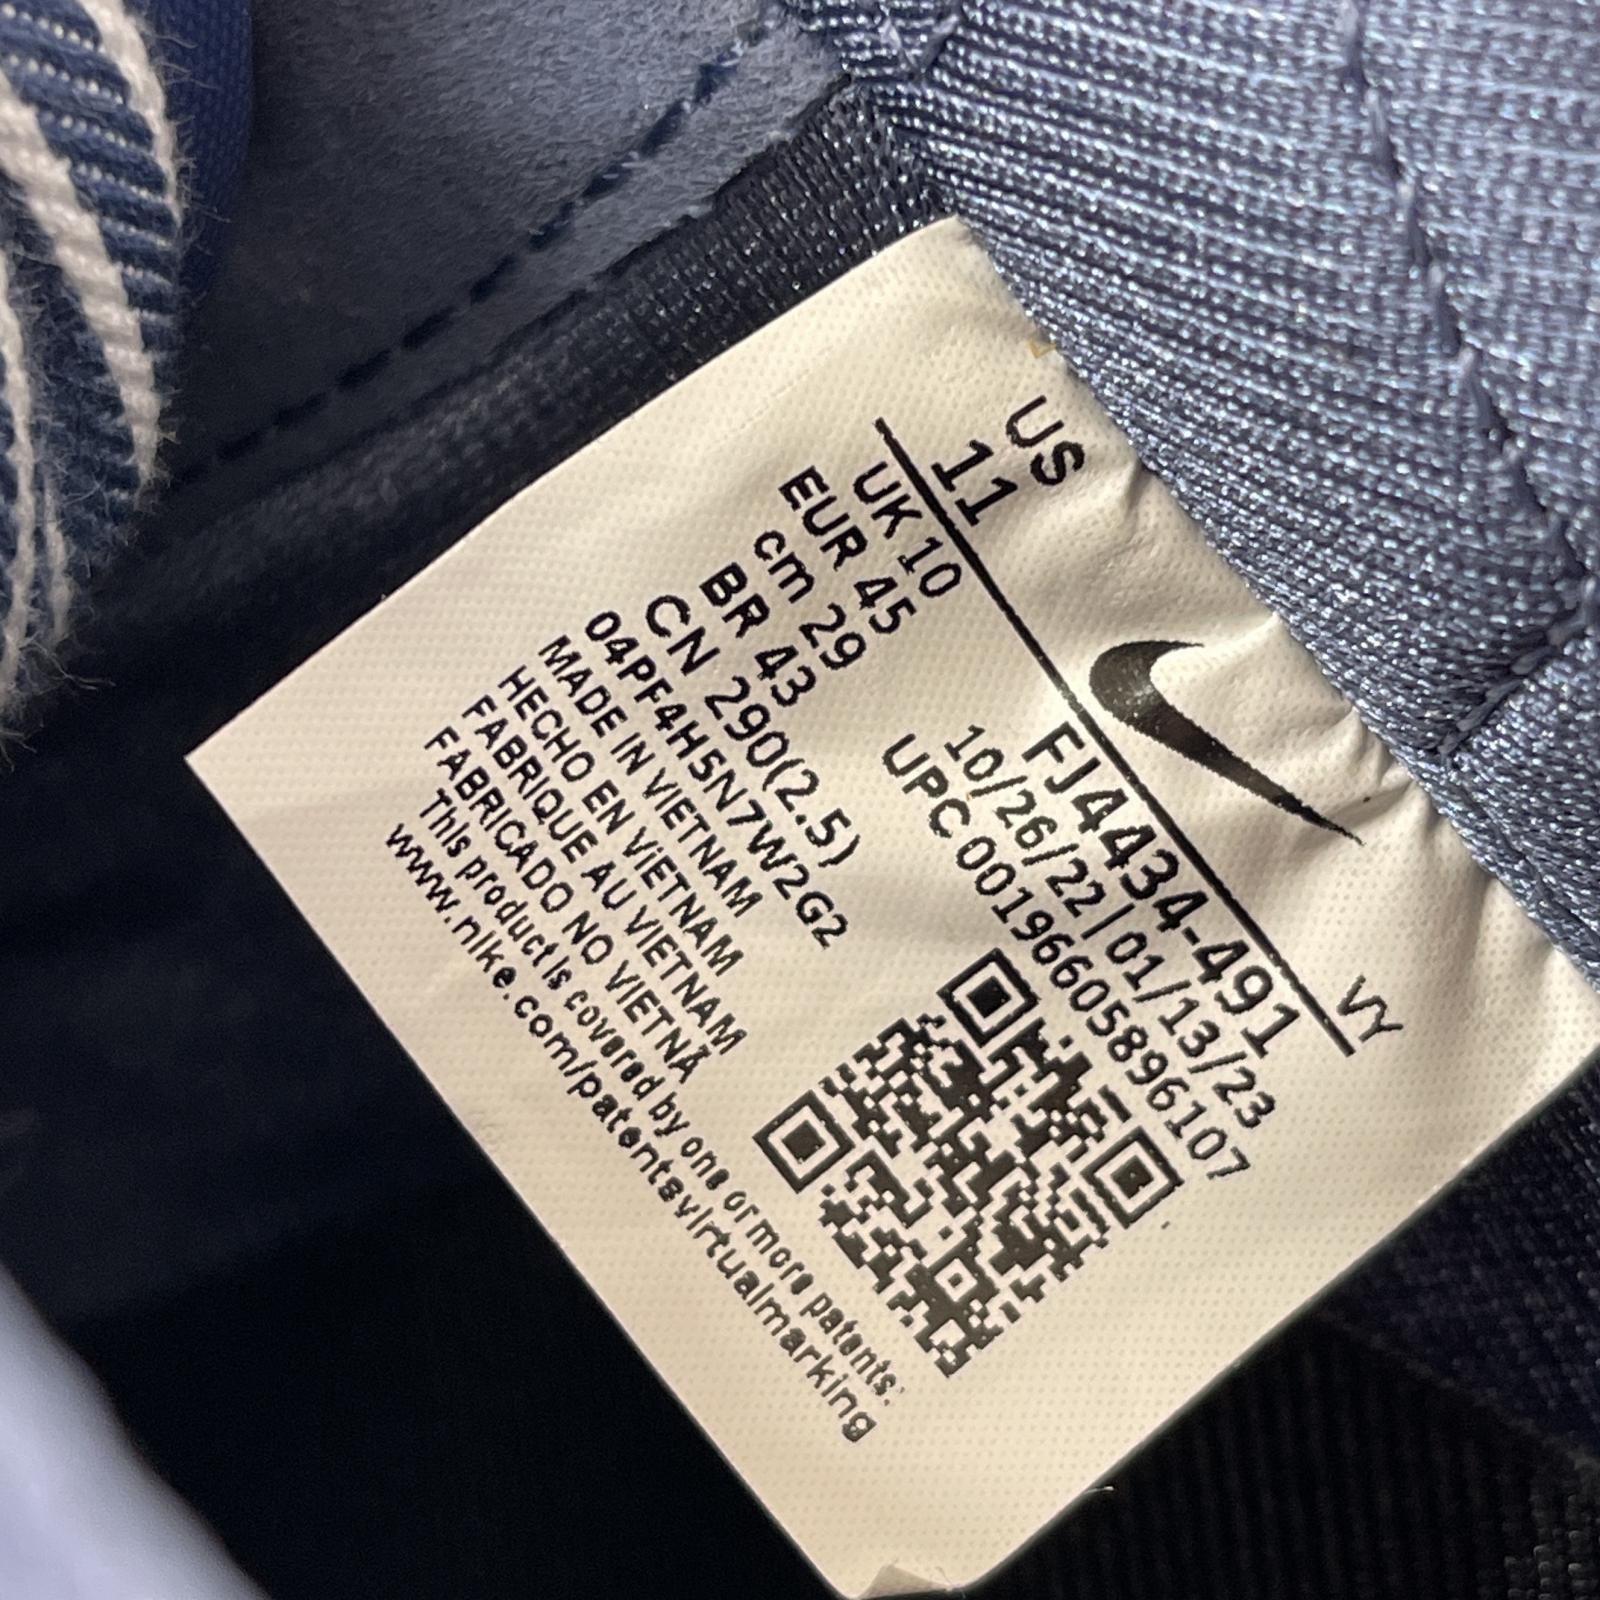 US
11
VY
UK 10
EUR 45
cm 29
BR 43
CN 290(2.5)
04PF4H5N7W2G2
MADE IN VIETNAM
HECHO EN VIETNAM
FABRIQUE AU VIETNAM
FABRICADO NO VIETNÃ
This product is covered by one or more patents:
www.nike.com/patentsvirtualmarking
FJ4434-491
10/26/22|01/13/23
UPC 00196605896107